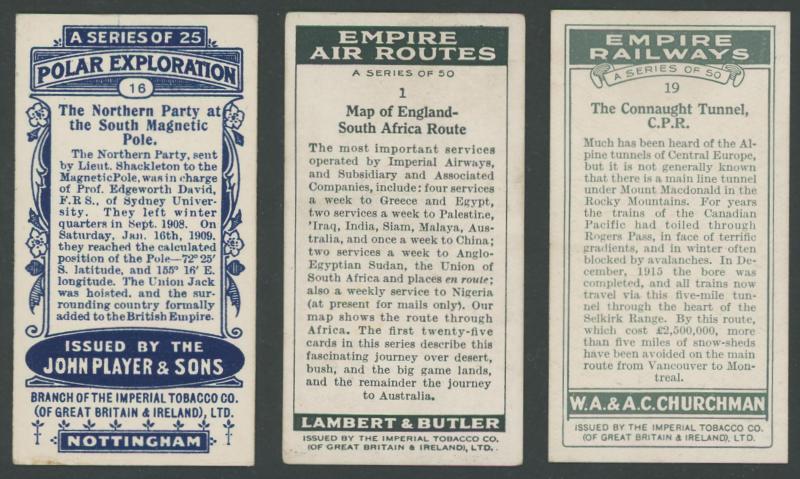 A SERIES OF 25
POLAR EXPLORATION
16
The Northern Party at
the South Magnetic
Pole.
The Northern Party, sent
by Lieut. Shackleton to the
Magnetic Pole, was in charge
of Prof. Edgeworth David,
F.R.S., of Sydney Univer-
sity. They left winter
quarters in Sept. 1908. On
Saturday, Jan. 16th, 1909.
they reached the calculated
position of the Pole—72° 25′
S. latitude, and 155° 16′ E.
longitude. The Union Jack
was hoisted, and the sur-
rounding country formally
added to the British Empire.
ISSUED BY THE
JOHN PLAYER & SONS
BRANCH OF THE IMPERIAL TOBACCO CO.
(OF GREAT BRITAIN & IRELAND), LTD.
NOTTINGHAM
EMPIRE
AIR ROUTES
A SERIES OF 50
1
Map of England-
South Africa Route
The most important services
operated by Imperial Airways,
and Subsidiary and Associated
Companies, include: four services
a week to Greece and Egypt,
two services a week to Palestine,
'Iraq, India, Siam, Malaya, Aus-
tralia, and once a week to China;
two services a week to Anglo-
Egyptian Sudan, the Union of
South Africa and places en route;
also a weekly service to Nigeria
(at present for mails only). Our
map shows the route through
Africa. The first twenty-five
cards in this series describe this
fascinating journey over desert,
bush, and the big game lands,
and the remainder the journey
to Australia.
LAMBERT & BUTLER
ISSUED BY THE IMPERIAL TOBACCO CO.
(OF GREAT BRITAIN & IRELAND), LTD.
EMPIRE
RAILWAYS
A SERIES OF 50
19
The Connaught Tunnel,
C.P.R.
Much has been heard of the Al-
pine tunnels of Central Europe,
but it is not generally known
that there is a main line tunnel
under Mount Macdonald in the
Rocky Mountains. For years
the trains of the Canadian
Pacific had toiled through
Rogers Pass, in face of terrific
gradients, and in winter often
blocked by avalanches. In De-
cember, 1915 the bore was
completed, and all trains now
travel via this five-mile tun-
nel through the heart of the
Selkirk Range. By this route,
which cost £2,500,000, more
than five miles of snow-sheds
have been avoided on the main
route from Vancouver to Mon-
treal.
W.A. & A.C. CHURCHMAN
ISSUED BY THE IMPERIAL TOBACCO CO.
(OF GREAT BRITAIN & IRELAND), LTD.